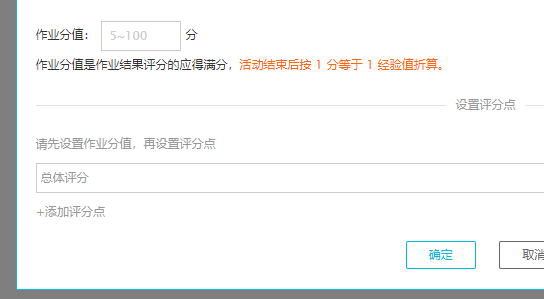 作业分值： 5~100 分
作业分值是作业结果评分的应得满分，活动结束后按 1 分等于 1 经验值折算。
设置评分点
请先设置作业分值，再设置评分点
总体评分
+添加评分点
确定 取消